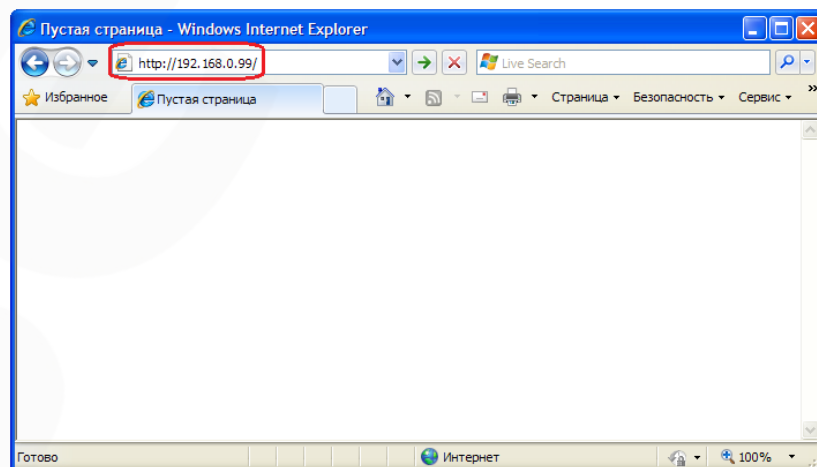 Пустая страница - Windows Internet Explorer
http://192.168.0.99/
Live Search
Избранное
Пустая страница
Страница
Безопасность
Сервис
»
Готово
Интернет
100%